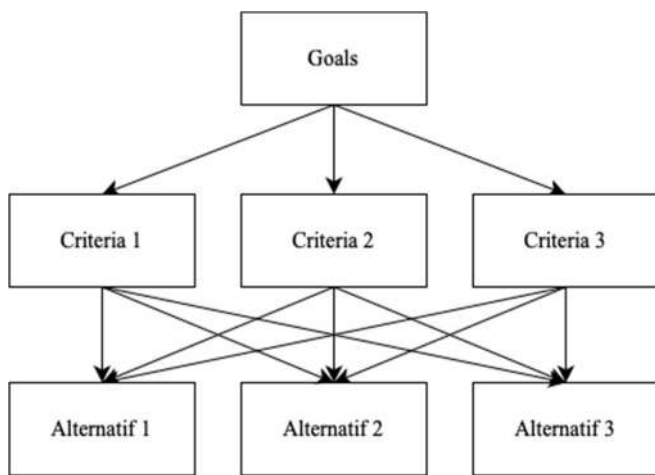 Goals
Criteria 1
Criteria 2
Criteria 3
Alternatif 1
Alternatif 2
Alternatif 3